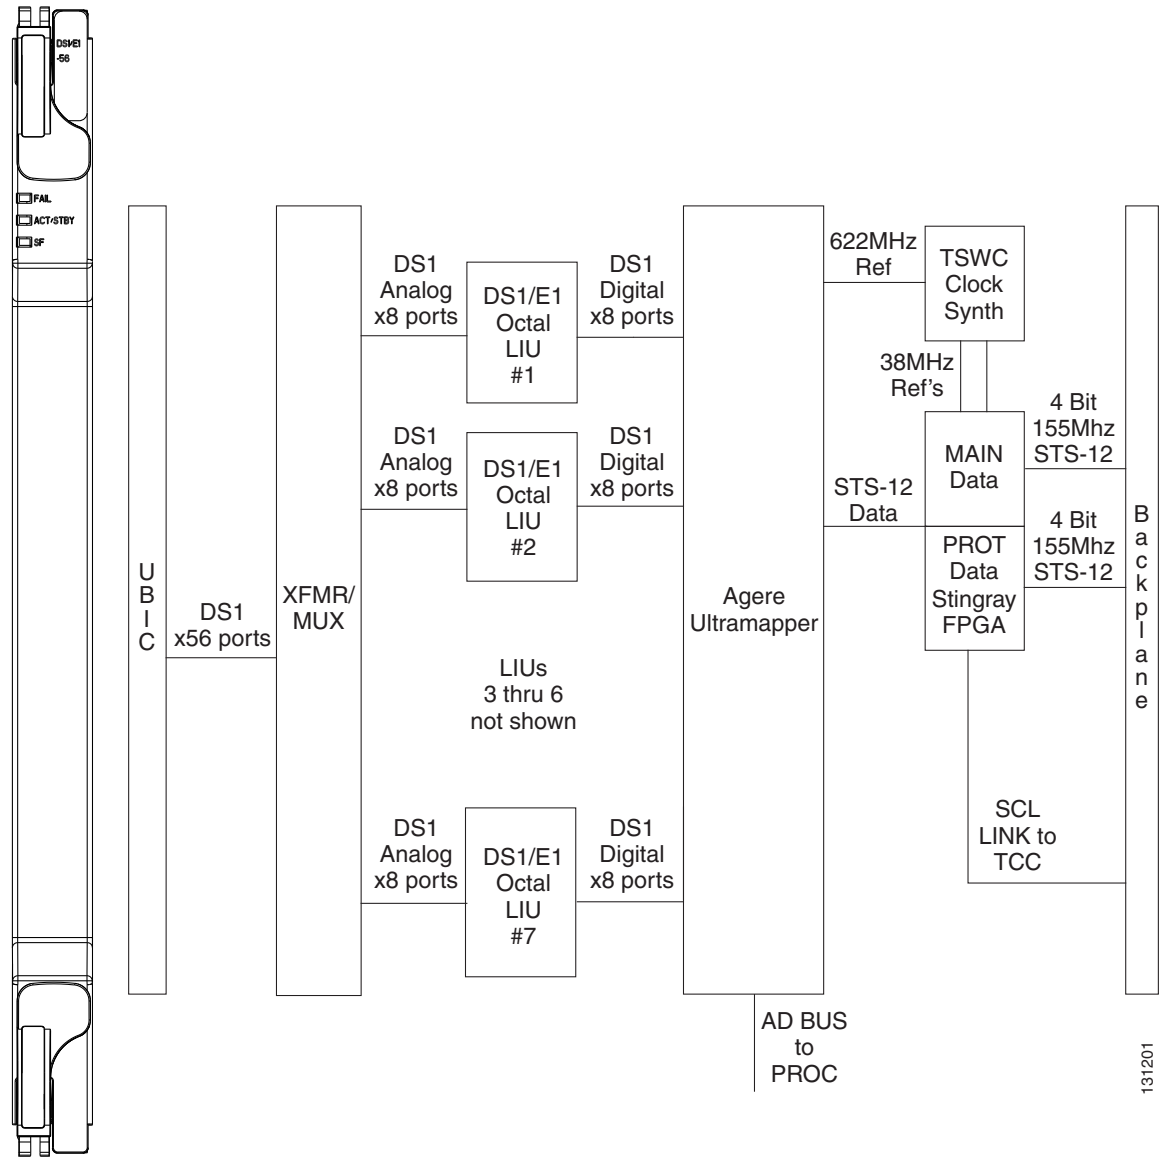 DS1/E1
-56
FAIL
ACT/STBY
SF
UBIC
DS1
x56 ports
XFMR/
MUX
DS1
Analog
x8 ports
DS1/E1
Octal
LIU
#1
DS1
Digital
x8 ports
DS1
Analog
x8 ports
DS1/E1
Octal
LIU
#2
DS1
Digital
x8 ports
LIUs
3 thru 6
not shown
DS1
Analog
x8 ports
DS1/E1
Octal
LIU
#7
DS1
Digital
x8 ports
Agere
Ultramapper
AD BUS
to
PROC
622MHz
Ref
TSWC
Clock
Synth
38MHz
Ref's
STS-12
Data
MAIN
Data
PROT
Data
Stingray
FPGA
4 Bit
155Mhz
STS-12
4 Bit
155Mhz
STS-12
SCL
LINK to
TCC
Backplane
131201